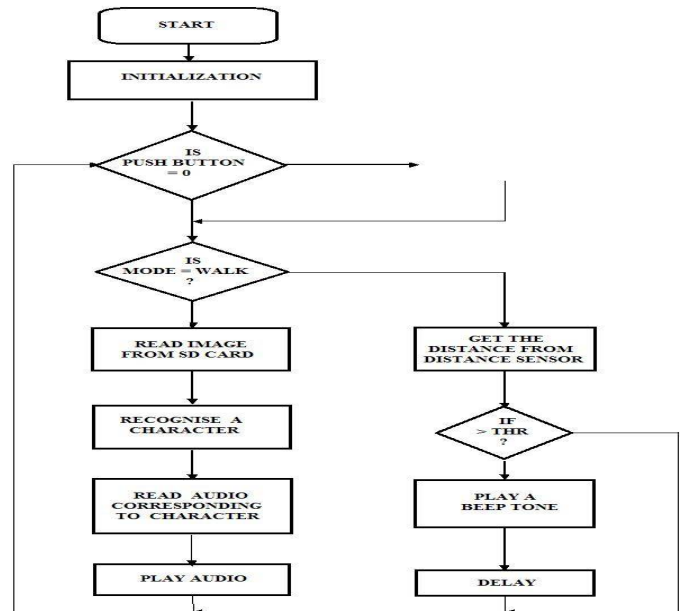 START
INITIALIZATION
IS
PUSH BUTTON
= 0
IS
MODE = WALK
?
READ IMAGE
FROM SD CARD
RECOGNISE A
CHARACTER
READ AUDIO
CORRESPONDING
TO CHARACTER
PLAY AUDIO
GET THE
DISTANCE FROM
DISTANCE SENSOR
IF
> THR
?
PLAY A
BEEP TONE
DELAY